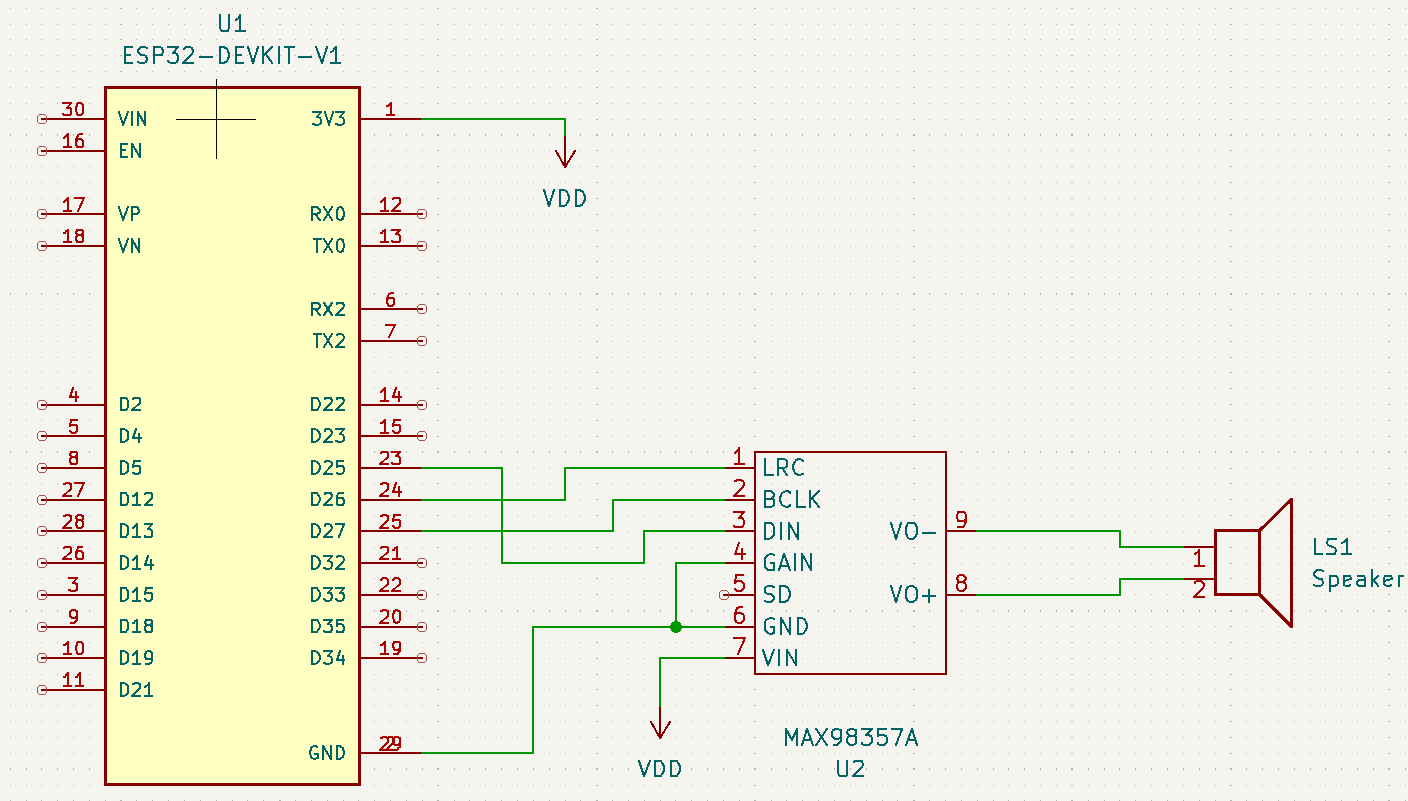 U1
ESP32-DEVKIT-V1
30 VIN
16 EN
17 VP
18 VN
4 D2
5 D4
8 D5
27 D12
28 D13
26 D14
3 D15
9 D18
10 D19
11 D21
3V3 1
RX0 12
TX0 13
RX2 6
TX2 7
D22 14
D23 15
D25 23
D26 24
D27 25
D32 21
D33 22
D35 20
D34 19
GND
VDD
1 LRC
2 BCLK
3 DIN
4 GAIN
5 SD
6 GND
7 VIN
VO- 9
VO+ 8
VDD
MAX98357A
U2
1
2
LS1
Speaker